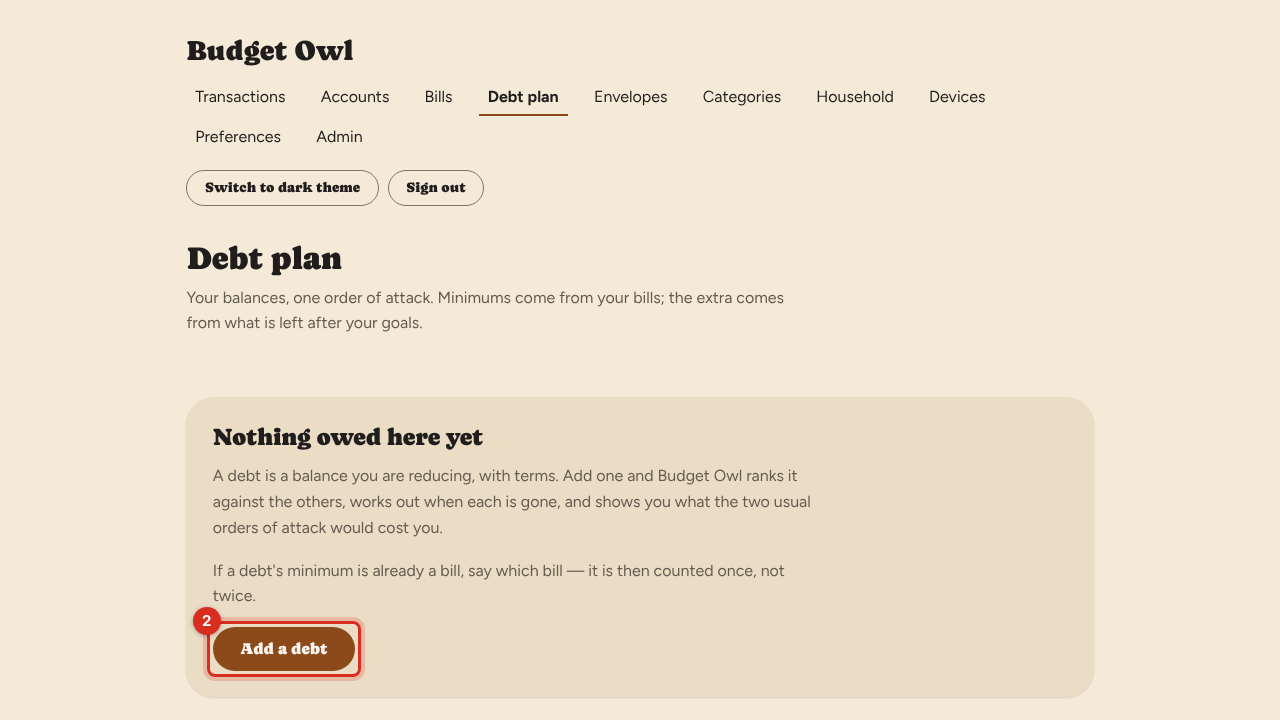 Budget Owl
Transactions Accounts Bills Debt plan Envelopes Categories Household Devices
Preferences Admin
Switch to dark theme Sign out
Debt plan
Your balances, one order of attack. Minimums come from your bills; the extra comes
from what is left after your goals.
Nothing owed here yet
A debt is a balance you are reducing, with terms. Add one and Budget Owl ranks it
against the others, works out when each is gone, and shows you what the two usual
orders of attack would cost you.
If a debt's minimum is already a bill, say which bill — it is then counted once, not
twice.
2
Add a debt